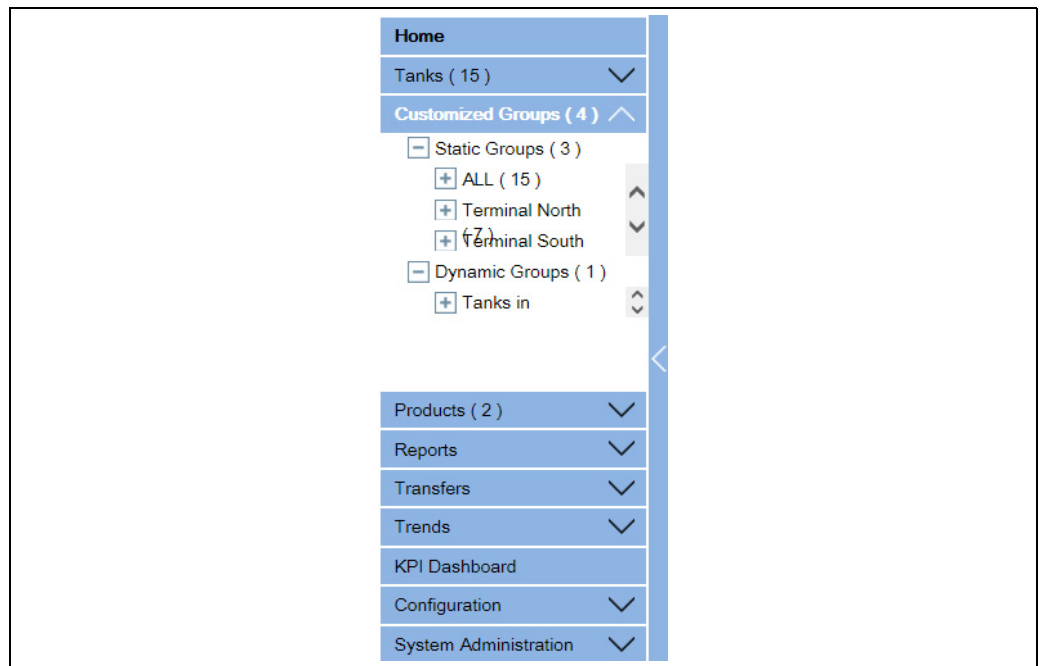 Home
Tanks ( 15 )
Customized Groups ( 4 )
Static Groups ( 3 )
ALL ( 15 )
Terminal North
( 7 )
Terminal South
Dynamic Groups ( 1 )
Tanks in
Products ( 2 )
Reports
Transfers
Trends
KPI Dashboard
Configuration
System Administration